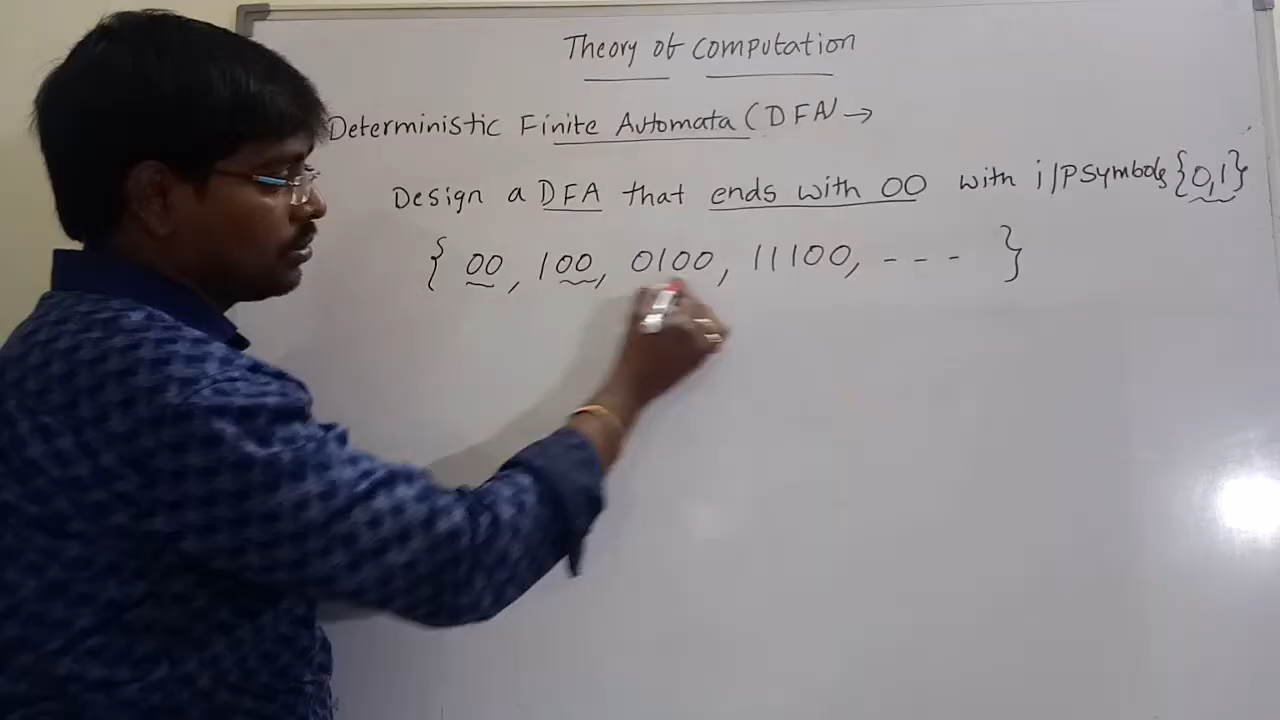 Theory of Computation
Deterministic Finite Automata (DFA) →
Design a DFA that ends with 00 with i/p Symbols {0,1}
{ 00, 100, 0100, 11100, - - - }